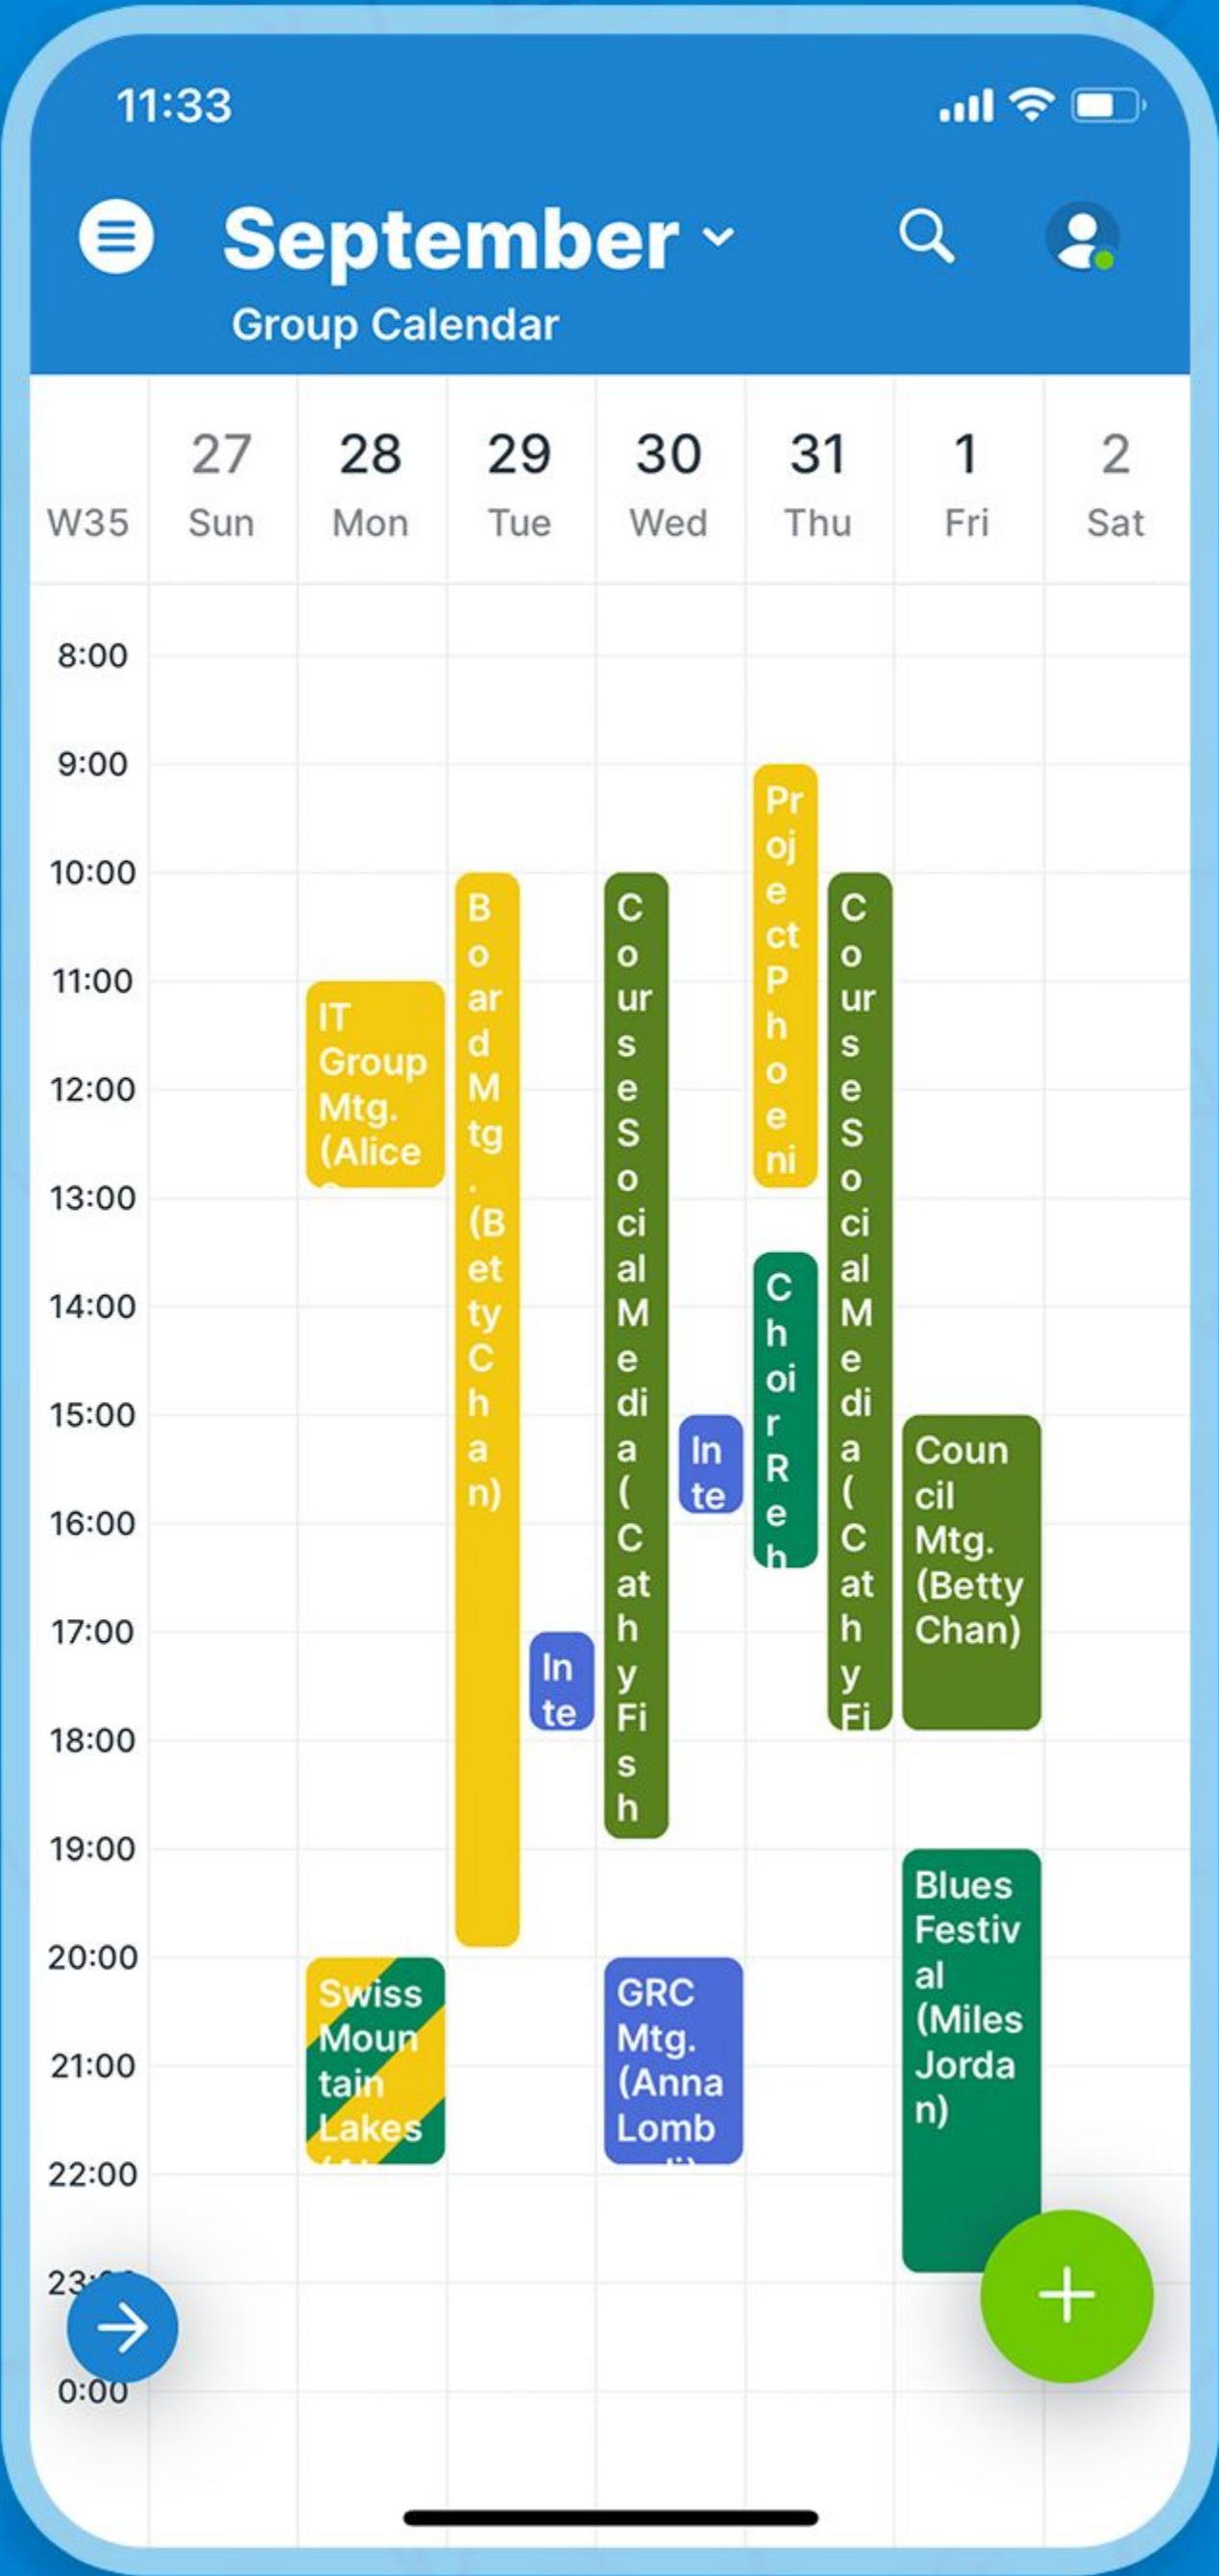 11:33
September
Group Calendar
W35
27
Sun
28
Mon
29
Tue
30
Wed
31
Thu
1
Fri
2
Sat
8:00
9:00
10:00
11:00
12:00
13:00
14:00
15:00
16:00
17:00
18:00
19:00
20:00
21:00
22:00
0:00
IT
Group
Mtg.
(Alice
Swiss
Moun
tain
Lakes
B
o
ar
d
M
tg
.
(B
et
ty
C
h
a
n)
In
te
C
o
ur
s
e
S
o
ci
al
M
e
di
a
(
C
at
h
y
Fi
s
h
In
te
GRC
Mtg.
(Anna
Lomb
Pr
oj
e
ct
P
h
o
e
ni
C
h
oi
r
R
e
h
C
o
ur
s
e
S
o
ci
al
M
e
di
a
(
C
at
h
y
Fi
Coun
cil
Mtg.
(Betty
Chan)
Blues
Festiv
al
(Miles
Jorda
n)